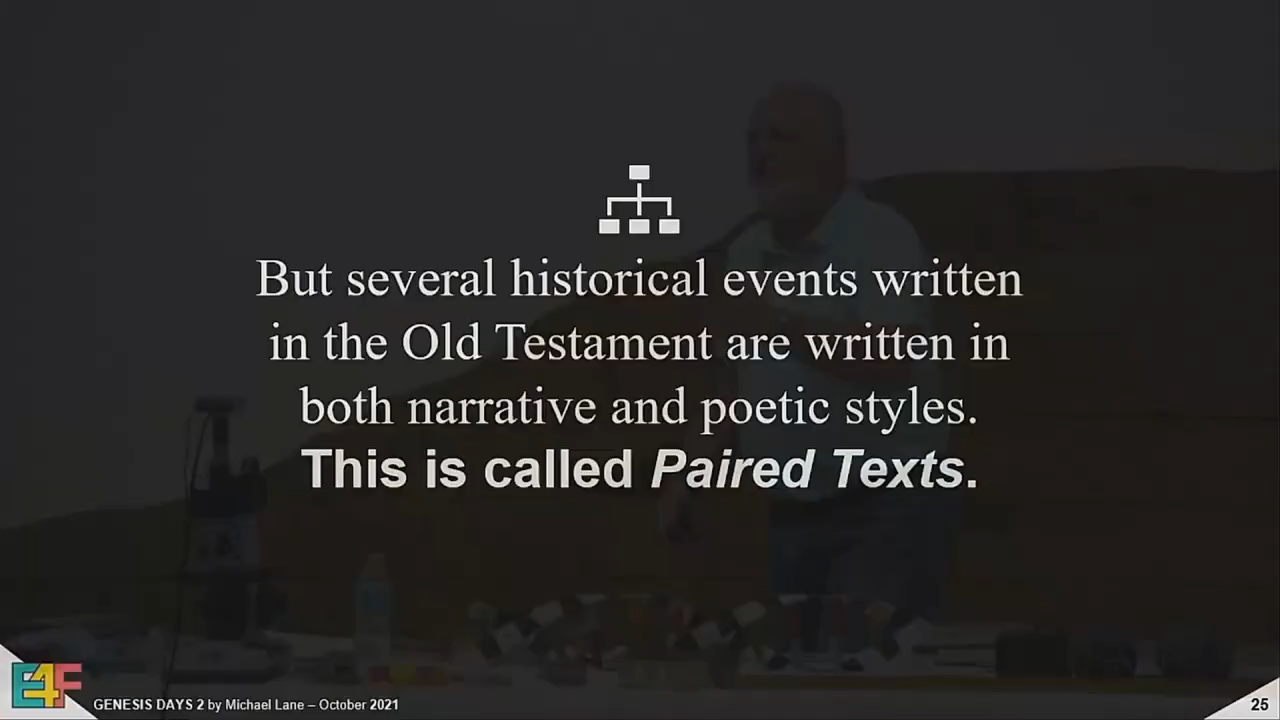 But several historical events written
in the Old Testament are written in
both narrative and poetic styles.
This is called Paired Texts.
E4F
GENESIS DAYS 2 by Michael Lane – October 2021
25